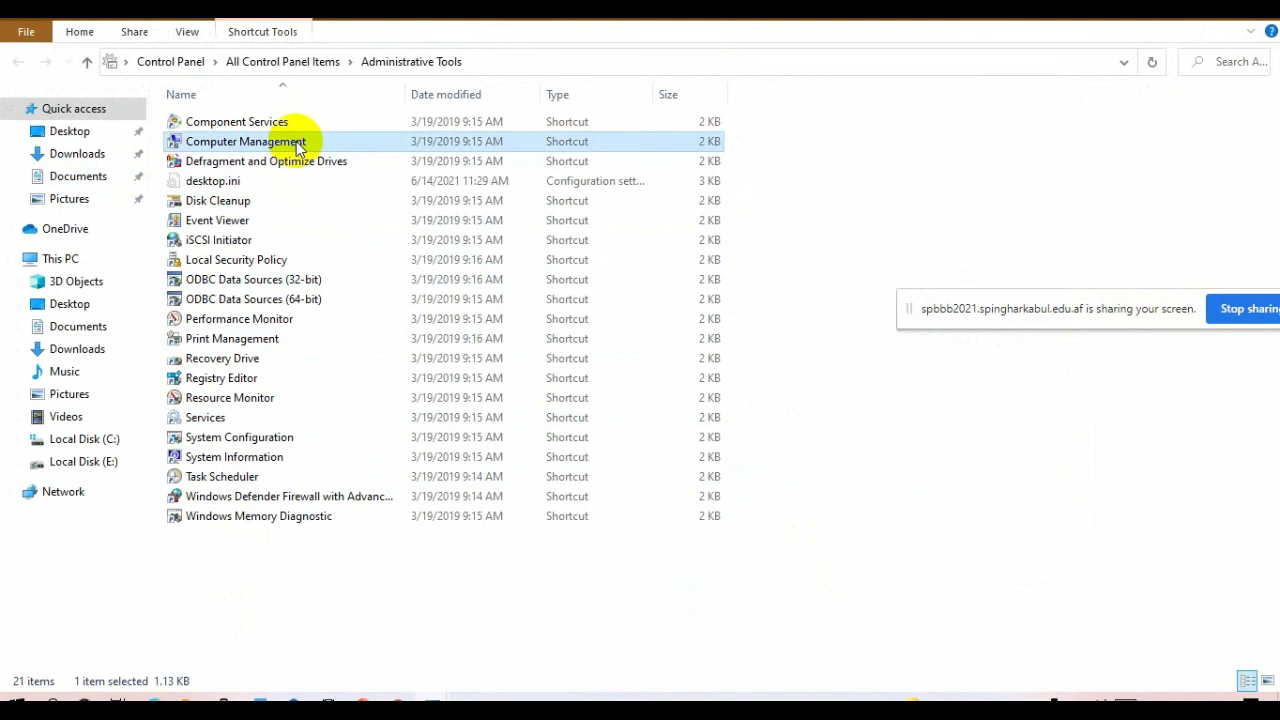 File Home Share View Shortcut Tools
Control Panel All Control Panel Items Administrative Tools Search A...
Name Date modified Type Size
Quick access
Desktop
Downloads
Documents
Pictures
OneDrive
This PC
3D Objects
Desktop
Documents
Downloads
Music
Pictures
Videos
Local Disk (C:)
Local Disk (E:)
Network
Component Services 3/19/2019 9:15 AM Shortcut 2 KB
Computer Management 3/19/2019 9:15 AM Shortcut 2 KB
Defragment and Optimize Drives 3/19/2019 9:15 AM Shortcut 2 KB
desktop.ini 6/14/2021 11:29 AM Configuration sett... 3 KB
Disk Cleanup 3/19/2019 9:15 AM Shortcut 2 KB
Event Viewer 3/19/2019 9:15 AM Shortcut 2 KB
iSCSI Initiator 3/19/2019 9:15 AM Shortcut 2 KB
Local Security Policy 3/19/2019 9:16 AM Shortcut 2 KB
ODBC Data Sources (32-bit) 3/19/2019 9:16 AM Shortcut 2 KB
ODBC Data Sources (64-bit) 3/19/2019 9:15 AM Shortcut 2 KB
Performance Monitor 3/19/2019 9:15 AM Shortcut 2 KB
Print Management 3/19/2019 9:16 AM Shortcut 2 KB
Recovery Drive 3/19/2019 9:15 AM Shortcut 2 KB
Registry Editor 3/19/2019 9:15 AM Shortcut 2 KB
Resource Monitor 3/19/2019 9:15 AM Shortcut 2 KB
Services 3/19/2019 9:15 AM Shortcut 2 KB
System Configuration 3/19/2019 9:15 AM Shortcut 2 KB
System Information 3/19/2019 9:15 AM Shortcut 2 KB
Task Scheduler 3/19/2019 9:14 AM Shortcut 2 KB
Windows Defender Firewall with Advanc... 3/19/2019 9:14 AM Shortcut 2 KB
Windows Memory Diagnostic 3/19/2019 9:15 AM Shortcut 2 KB
spbbb2021.spingharkabul.edu.af is sharing your screen. Stop sharing
21 items 1 item selected 1.13 KB